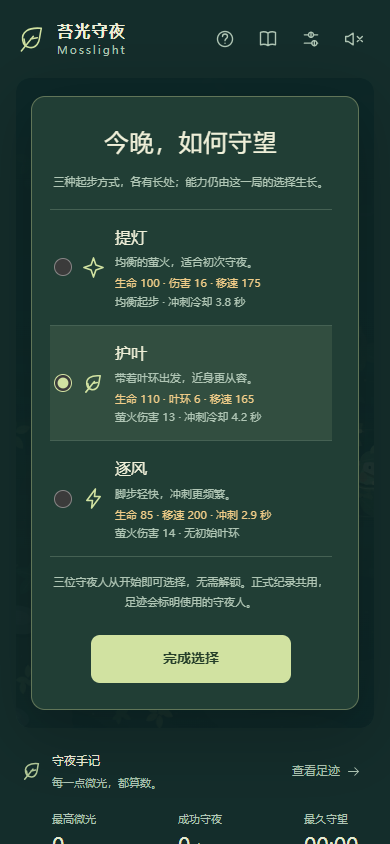 苔光守夜
Mosslight
今晚，如何守望
三种起步方式，各有长处；能力仍由这一局的选择生长。
提灯
均衡的萤火，适合初次守夜。
生命 100 · 伤害 16 · 移速 175
均衡起步 · 冲刺冷却 3.8 秒
护叶
带着叶环出发，近身更从容。
生命 110 · 叶环 6 · 移速 165
萤火伤害 13 · 冲刺冷却 4.2 秒
逐风
脚步轻快，冲刺更频繁。
生命 85 · 移速 200 · 冲刺 2.9 秒
萤火伤害 14 · 无初始叶环
三位守夜人从开始即可选择，无需解锁。正式纪录共用，
足迹会标明使用的守夜人。
完成选择
守夜手记
每一点微光，都算数。
查看足迹 →
最高微光 成功守夜 最久守望